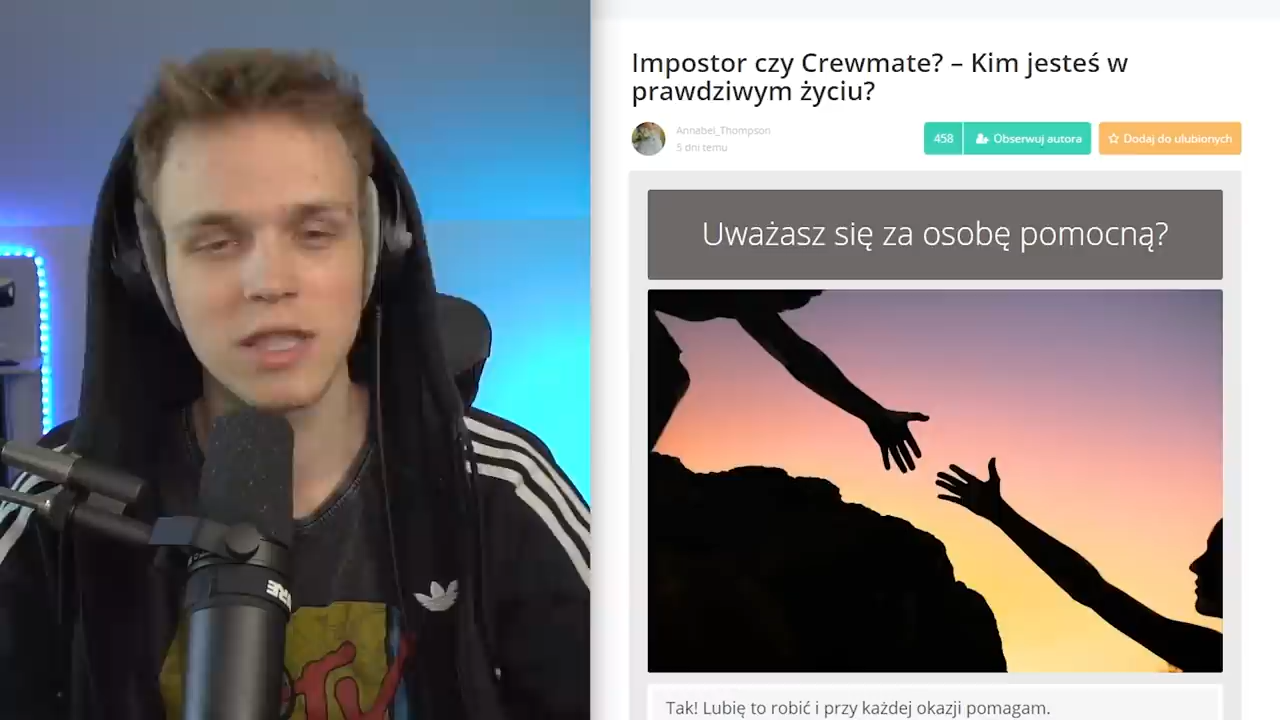 Impostor czy Crewmate? – Kim jesteś w
prawdziwym życiu?
Annabel_Thompson
5 dni temu
458
Obserwuj autora
Dodaj do ulubionych
Uważasz się za osobę pomocną?
Tak! Lubię to robić i przy każdej okazji pomagam.